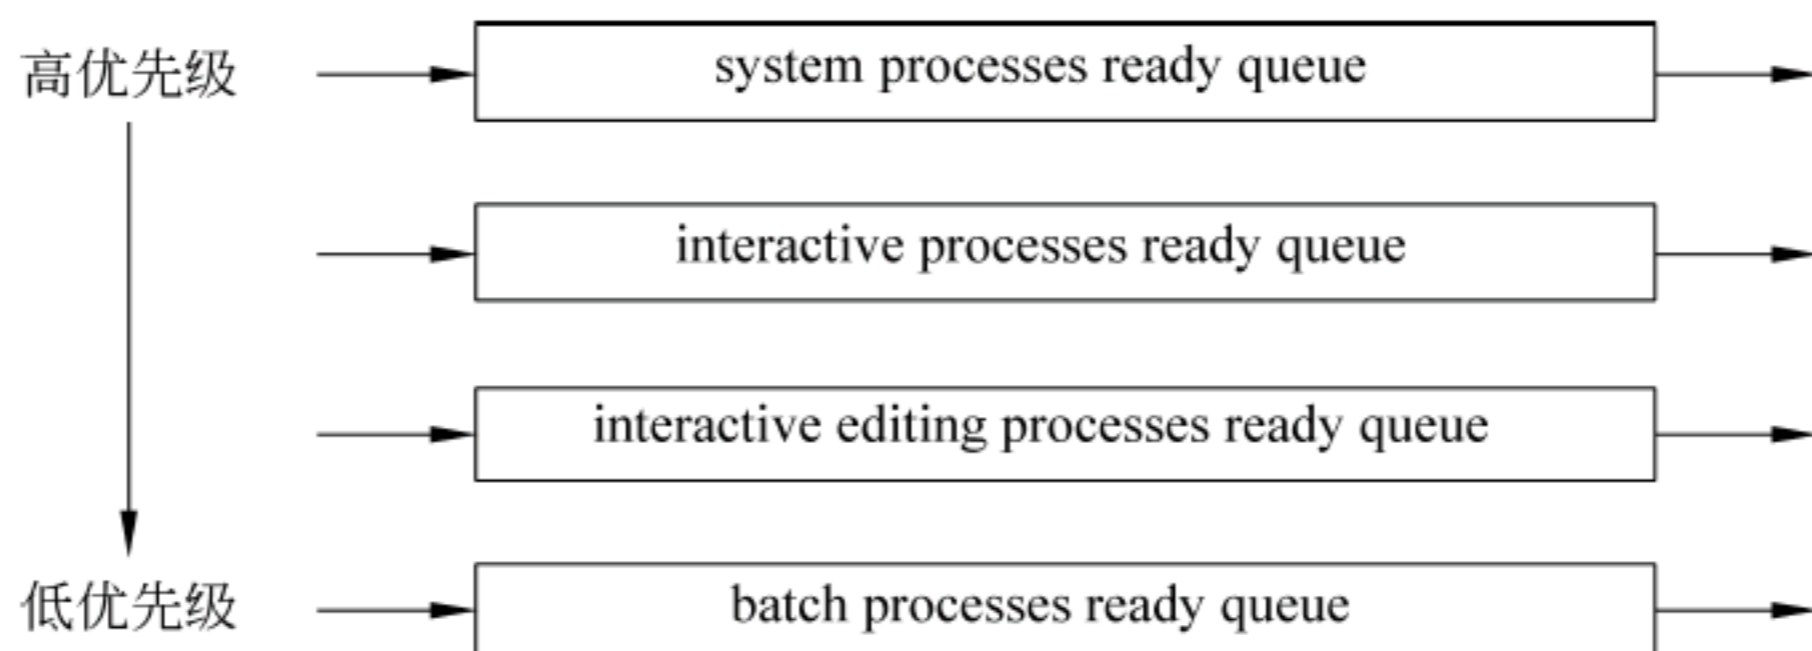 高优先级
system processes ready queue
interactive processes ready queue
interactive editing processes ready queue
低优先级
batch processes ready queue